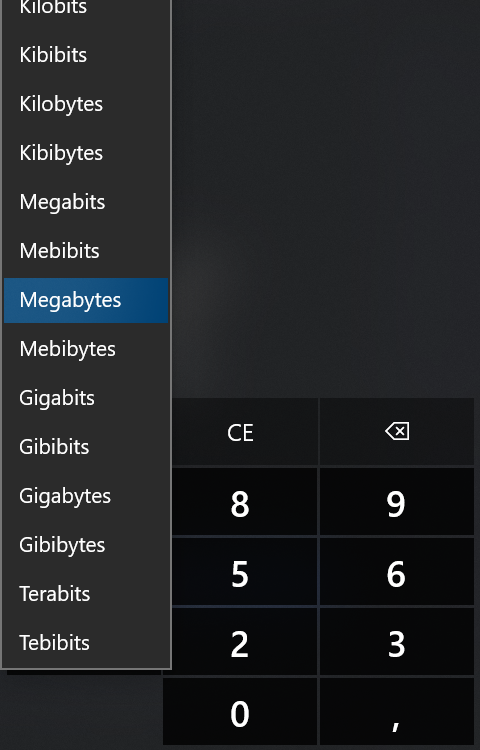 Kilobits
Kibibits
Kilobytes
Kibibytes
Megabits
Mebibits
Megabytes
Mebibytes
Gigabits
CE
Gibibits
Gigabytes
8
9
Gibibytes
5
6
Terabits
Tebibits
2
3
0
,